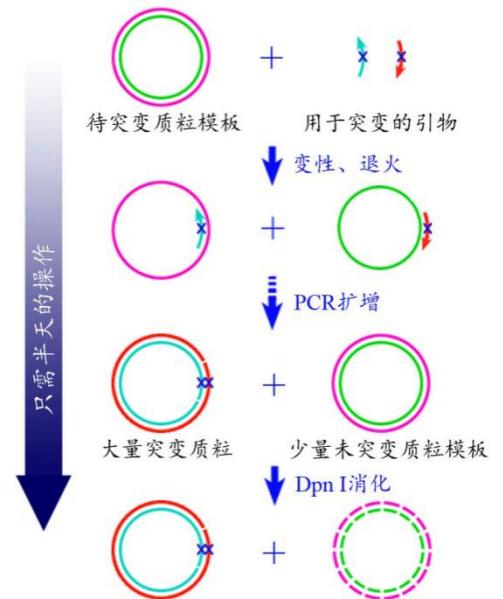 待突变质粒模板
用于突变的引物
变性、退火
只需半天的操作
PCR扩增
大量突变质粒
少量未突变质粒模板
Dpn I消化